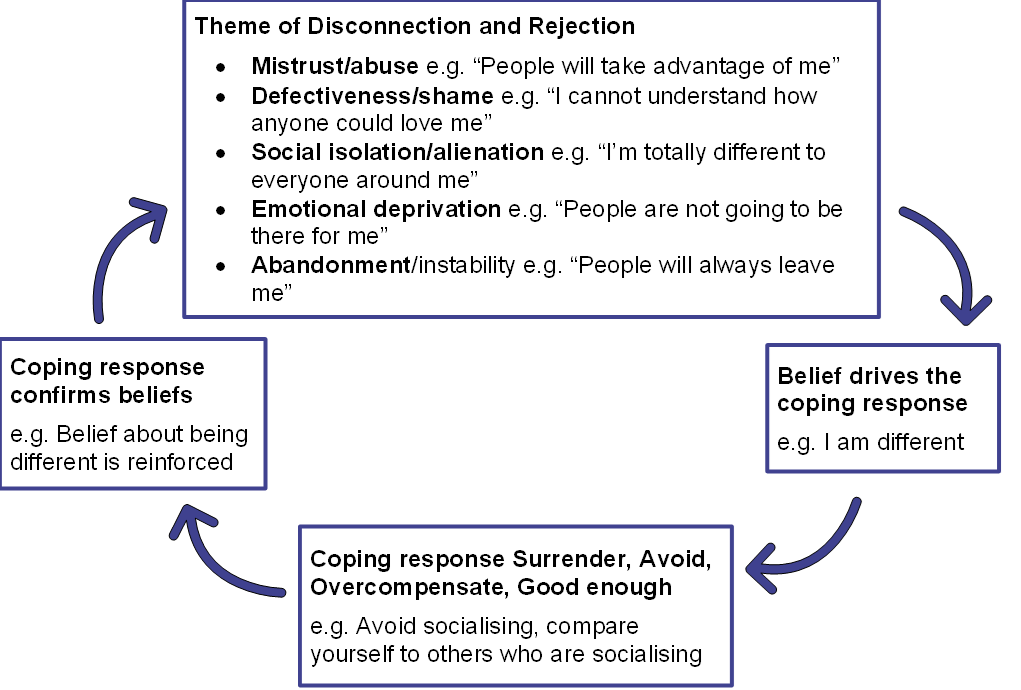 Theme of Disconnection and Rejection
• Mistrust/abuse e.g. “People will take advantage of me”
• Defectiveness/shame e.g. “I cannot understand how
anyone could love me”
• Social isolation/alienation e.g. “I’m totally different to
everyone around me”
• Emotional deprivation e.g. “People are not going to be
there for me”
• Abandonment/instability e.g. “People will always leave
me”
Belief drives the
coping response
e.g. I am different
Coping response Surrender, Avoid,
Overcompensate, Good enough
e.g. Avoid socialising, compare
yourself to others who are socialising
Coping response
confirms beliefs
e.g. Belief about being
different is reinforced